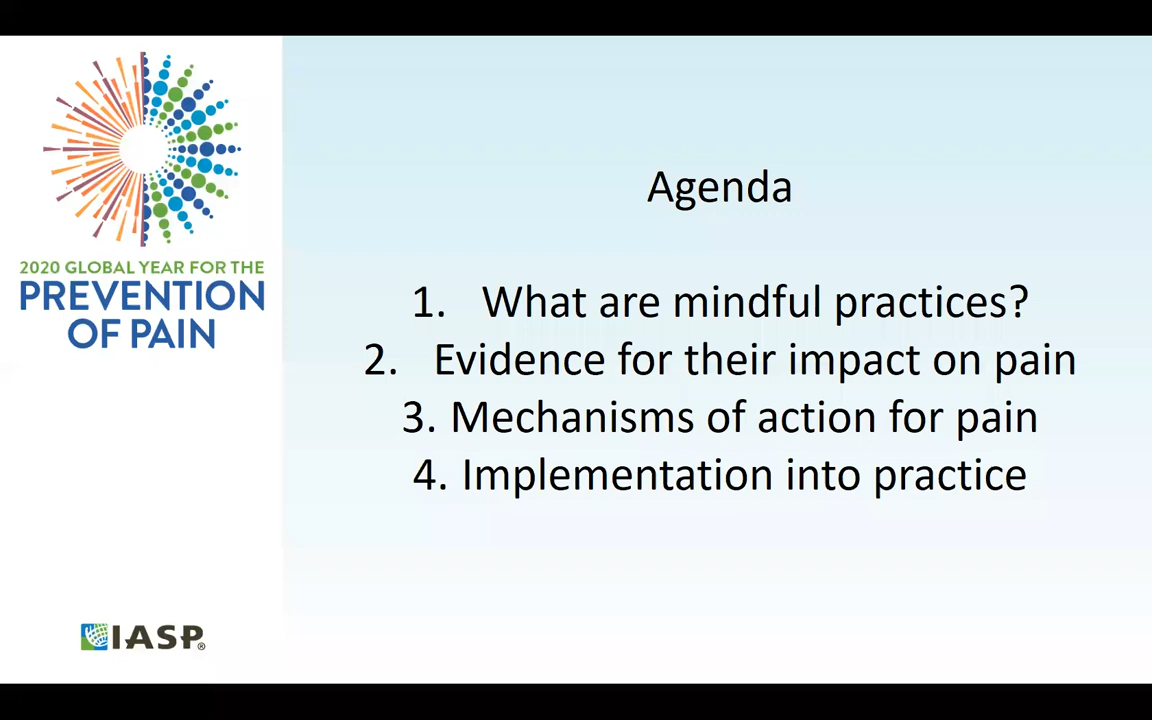 2020 GLOBAL YEAR FOR THE
PREVENTION
OF PAIN
IASP®
Agenda
1. What are mindful practices?
2. Evidence for their impact on pain
3. Mechanisms of action for pain
4. Implementation into practice